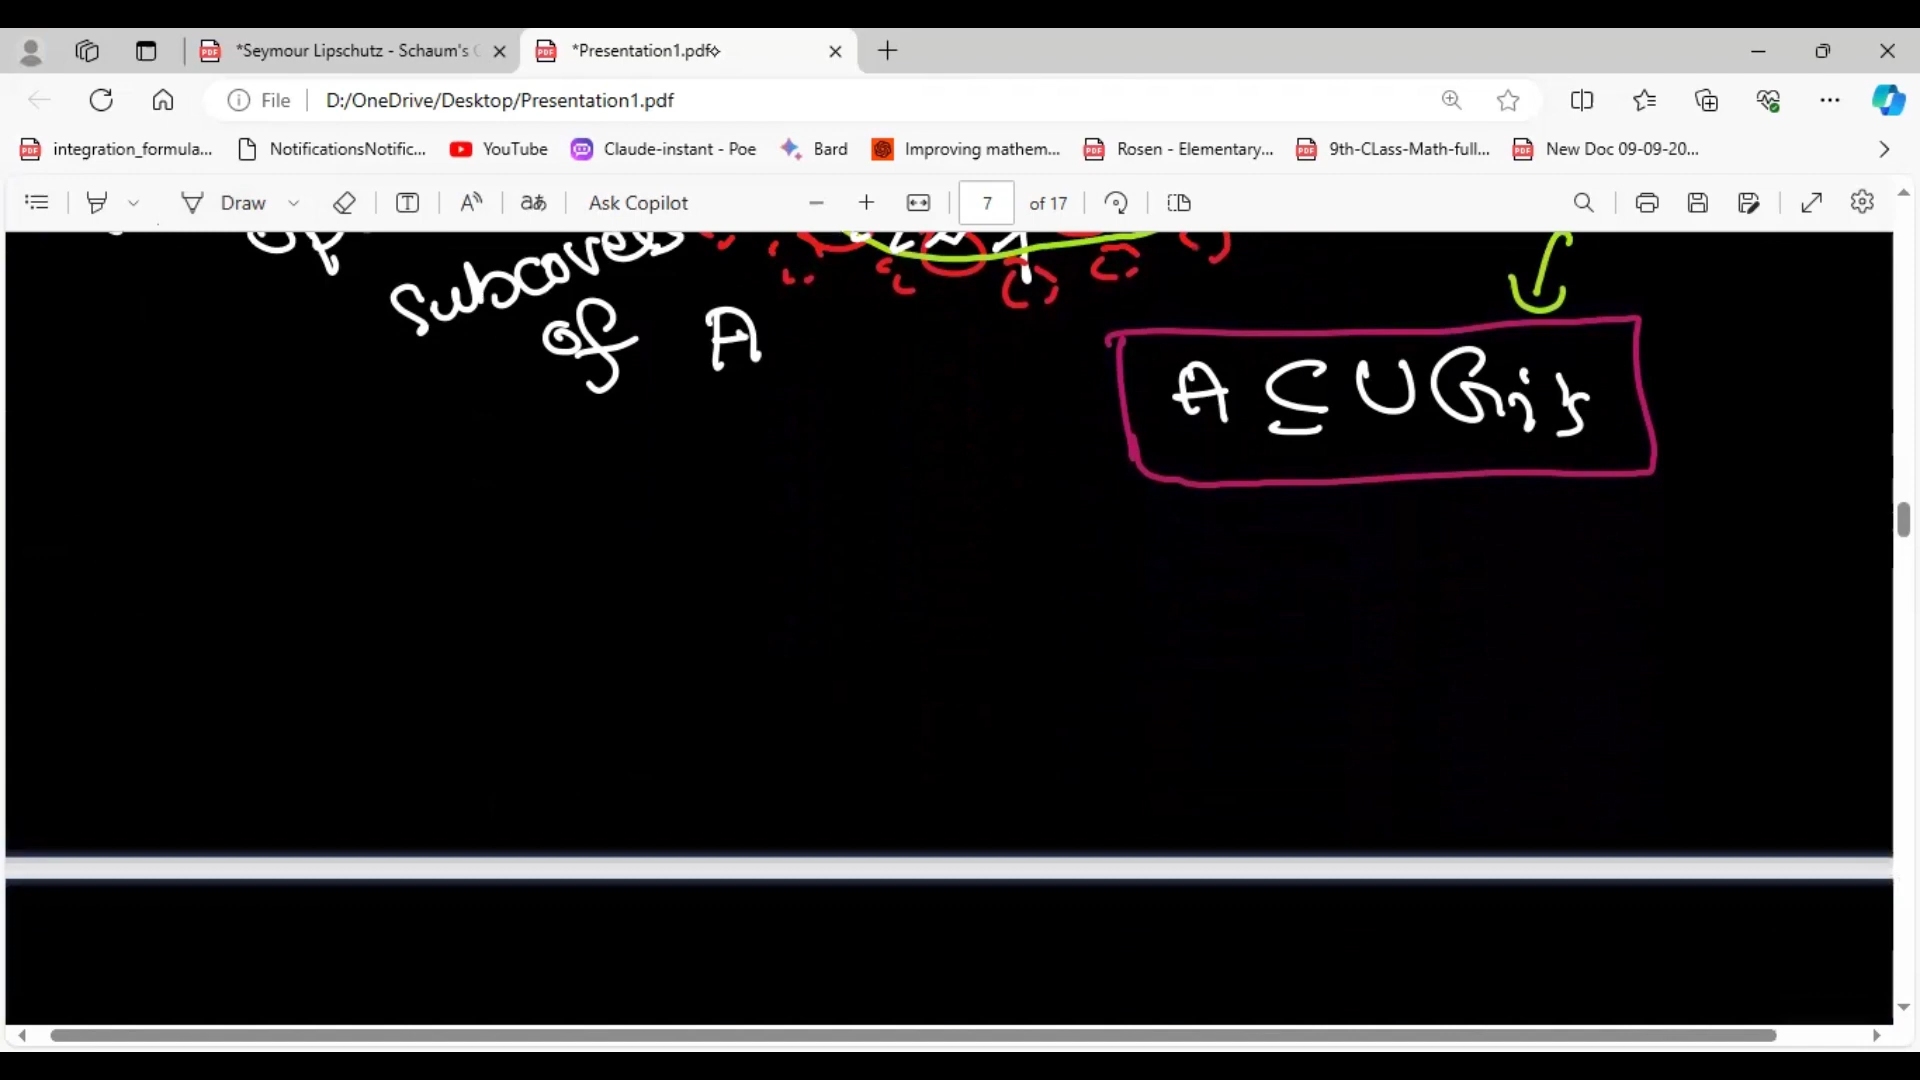 *Seymour Lipschutz - Schaum's
*Presentation1.pdf
File D:/OneDrive/Desktop/Presentation1.pdf
integration_formula... NotificationsNotific... YouTube Claude-instant - Poe Bard Improving mathem... Rosen - Elementary... 9th-CLass-Math-full... New Doc 09-09-20...
Draw Ask Copilot 7 of 17
subcovers
of A
A ⊆ ∪ Gi }